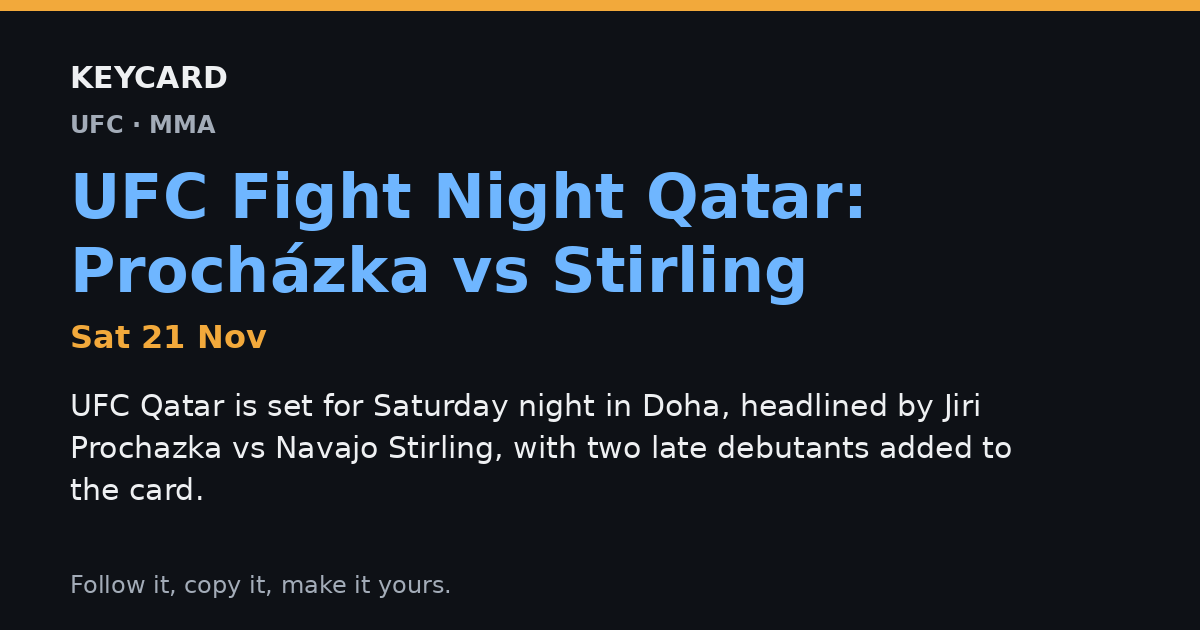 KEYCARD
UFC · MMA
UFC Fight Night Qatar:
Procházka vs Stirling
Sat 21 Nov
UFC Qatar is set for Saturday night in Doha, headlined by Jiri
Prochazka vs Navajo Stirling, with two late debutants added to
the card.
Follow it, copy it, make it yours.